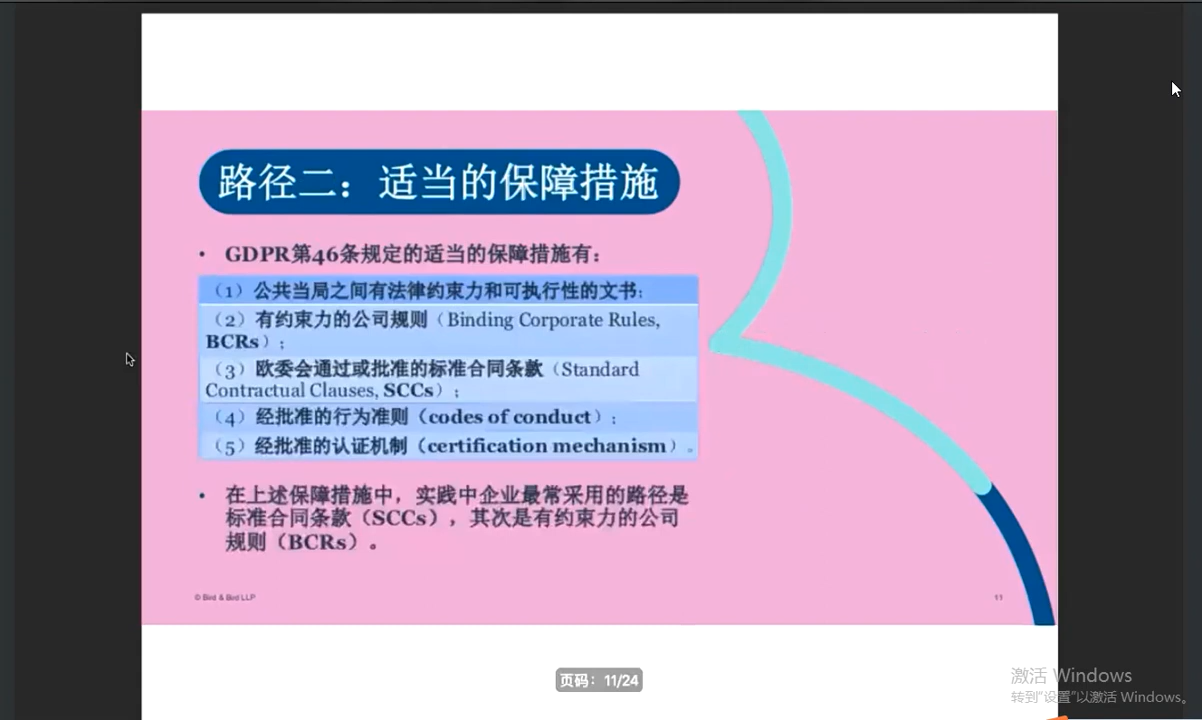 路径二：适当的保障措施
• GDPR第46条规定的适当的保障措施有：
（1）公共当局之间有法律约束力和可执行性的文书；
（2）有约束力的公司规则（Binding Corporate Rules,
BCRs）；
（3）欧委会通过或批准的标准合同条款（Standard
Contractual Clauses, SCCs）；
（4）经批准的行为准则（codes of conduct）；
（5）经批准的认证机制（certification mechanism）。
• 在上述保障措施中，实践中企业最常采用的路径是
标准合同条款（SCCs），其次是有约束力的公司
规则（BCRs）。
© Bird & Bird LLP
11
页码：11/24
激活 Windows
转到“设置”以激活 Windows。